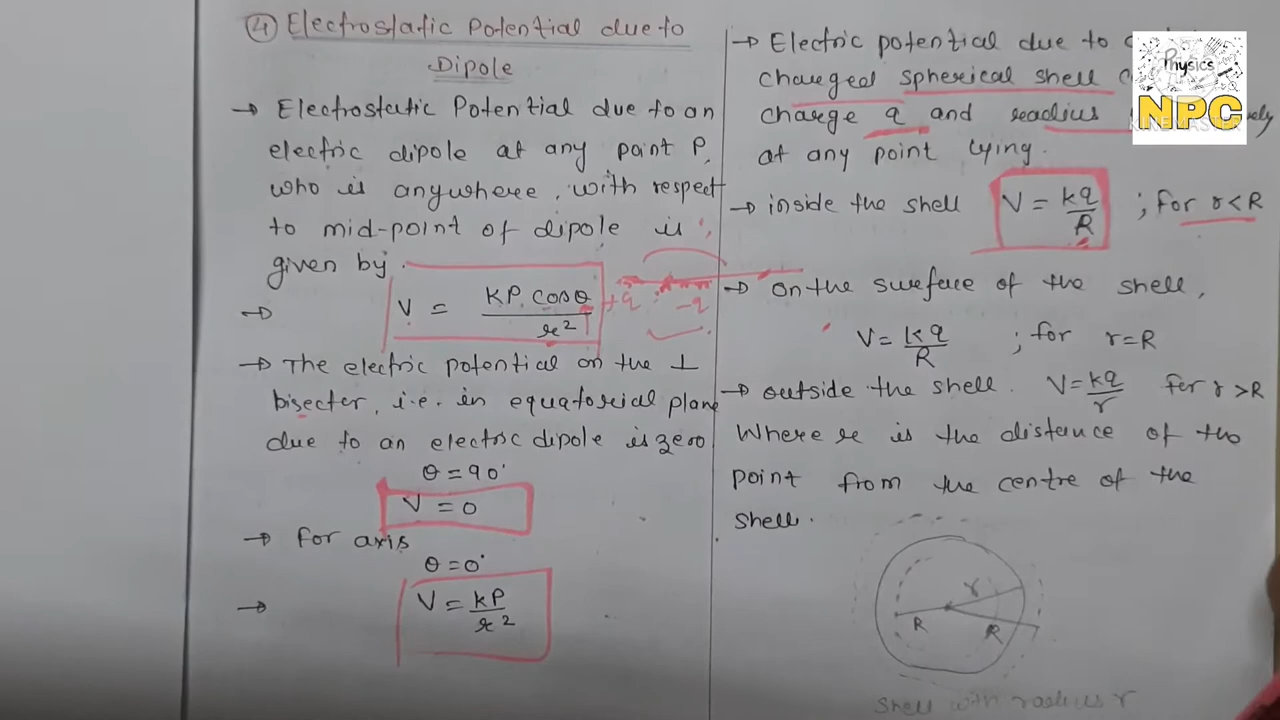 ④ Electrostatic Potential due to
Dipole
→ Electrostatic Potential due to an
electric dipole at any point P,
who is anywhere, with respect
to mid-point of dipole is
given by.
⇒ V = KP cosθ / r²
+q -q
→ The electric potential on the ⊥
bisecter, i.e. in equatorial plane
due to an electric dipole is zero
θ = 90°
V = 0
→ for axis
θ = 0°
→ V = kP / r²
→ Electric potential due to
charged spherical shell
charge q and readius
at any point lying.
→ inside the shell V = kq / R ; for r < R
→ on the sueface of the shell,
V = kq / R ; for r = R
→ outside the shell. V = kq / r for r > R
Where r is the distance of the
point from the centre of the
shell.
r
R R
Shell with radius r
Physics
NPC